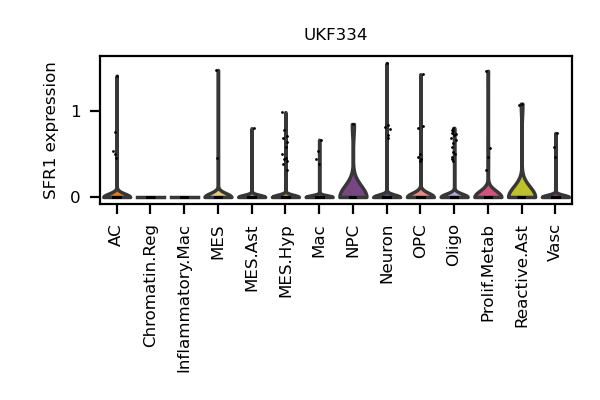 UKF334
SFR1 expression
1
0
AC
Chromatin.Reg
Inflammatory.Mac
MES
MES.Ast
MES.Hyp
Mac
NPC
Neuron
OPC
Oligo
Prolif.Metab
Reactive.Ast
Vasc